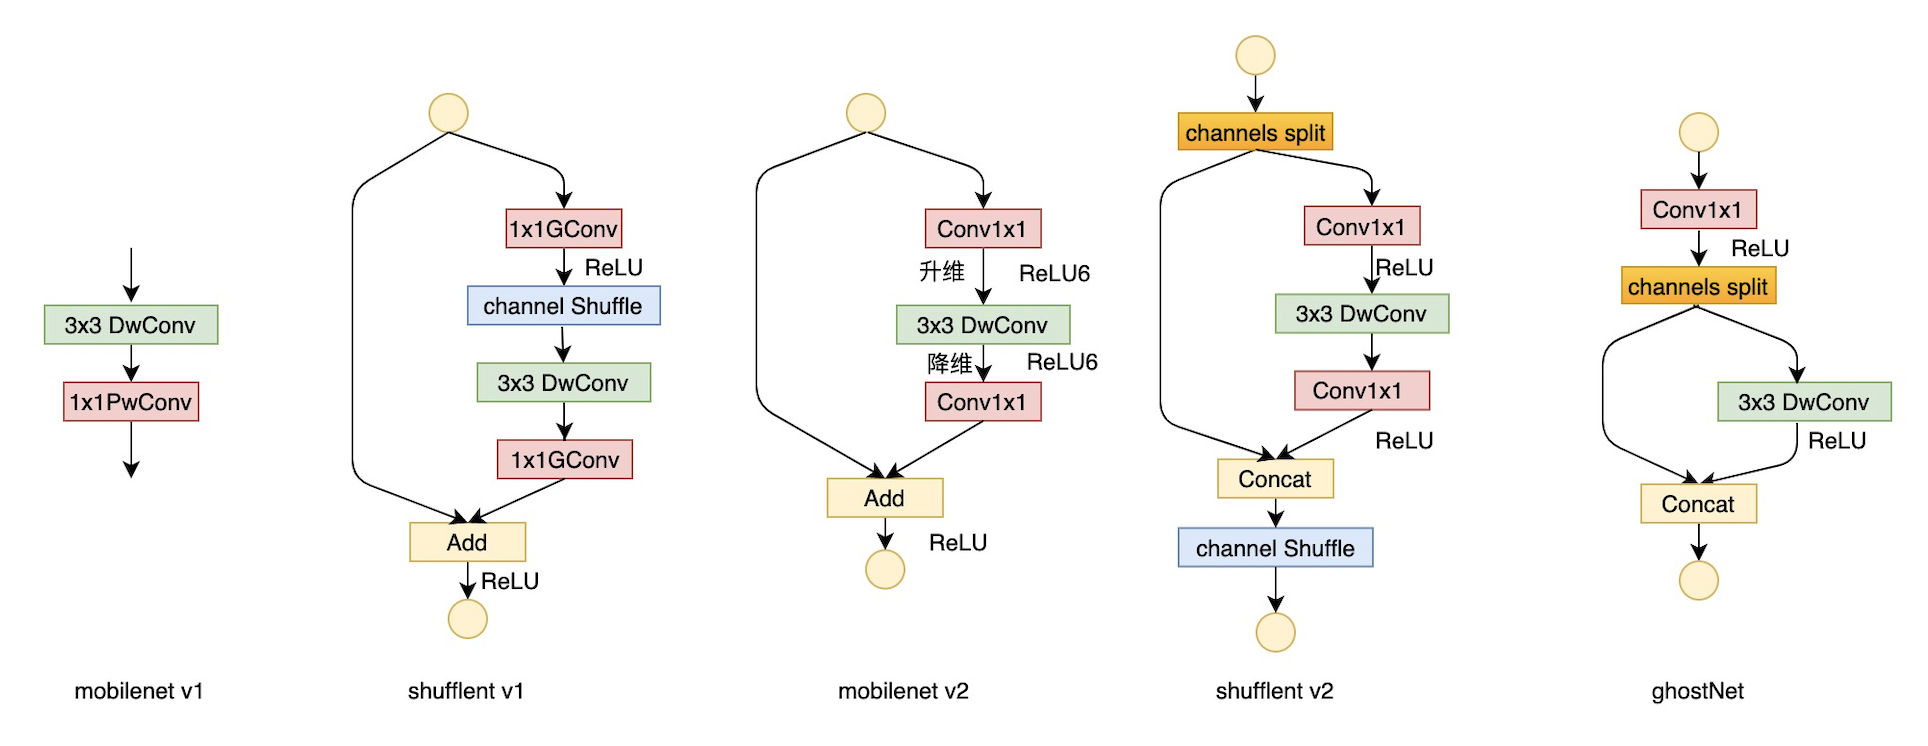 3x3 DwConv
1x1PwConv
mobilenet v1
1x1GConv
ReLU
channel Shuffle
3x3 DwConv
1x1GConv
Add
ReLU
shufflent v1
Conv1x1
升维
ReLU6
3x3 DwConv
降维
ReLU6
Conv1x1
Add
ReLU
mobilenet v2
channels split
Conv1x1
ReLU
3x3 DwConv
Conv1x1
ReLU
Concat
channel Shuffle
shufflent v2
Conv1x1
ReLU
channels split
3x3 DwConv
ReLU
Concat
ghostNet